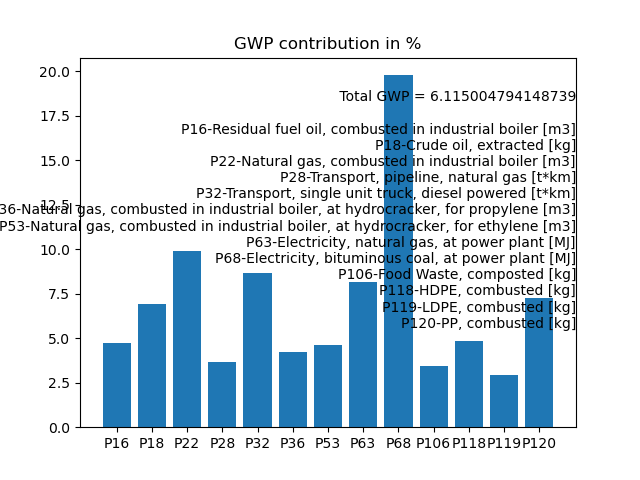 GWP contribution in %
20.0
Total GWP = 6.115004794148739
17.5
P16-Residual fuel oil, combusted in industrial boiler [m3]
P18-Crude oil, extracted [kg]
15.0
P22-Natural gas, combusted in industrial boiler [m3]
P28-Transport, pipeline, natural gas [t*km]
P32-Transport, single unit truck, diesel powered [t*km]
12.5
36-Natural gas, combusted in industrial boiler, at hydrocracker, for propylene [m3]
P53-Natural gas, combusted in industrial boiler, at hydrocracker, for ethylene [m3]
10.0
P63-Electricity, natural gas, at power plant [MJ]
P68-Electricity, bituminous coal, at power plant [MJ]
P106-Food Waste, composted [kg]
7.5
P118-HDPE, combusted [kg]
P119-LDPE, combusted [kg]
P120-PP, combusted [kg]
5.0
2.5
0.0
P16 P18 P22 P28 P32 P36 P53 P63 P68 P106 P118 P119 P120